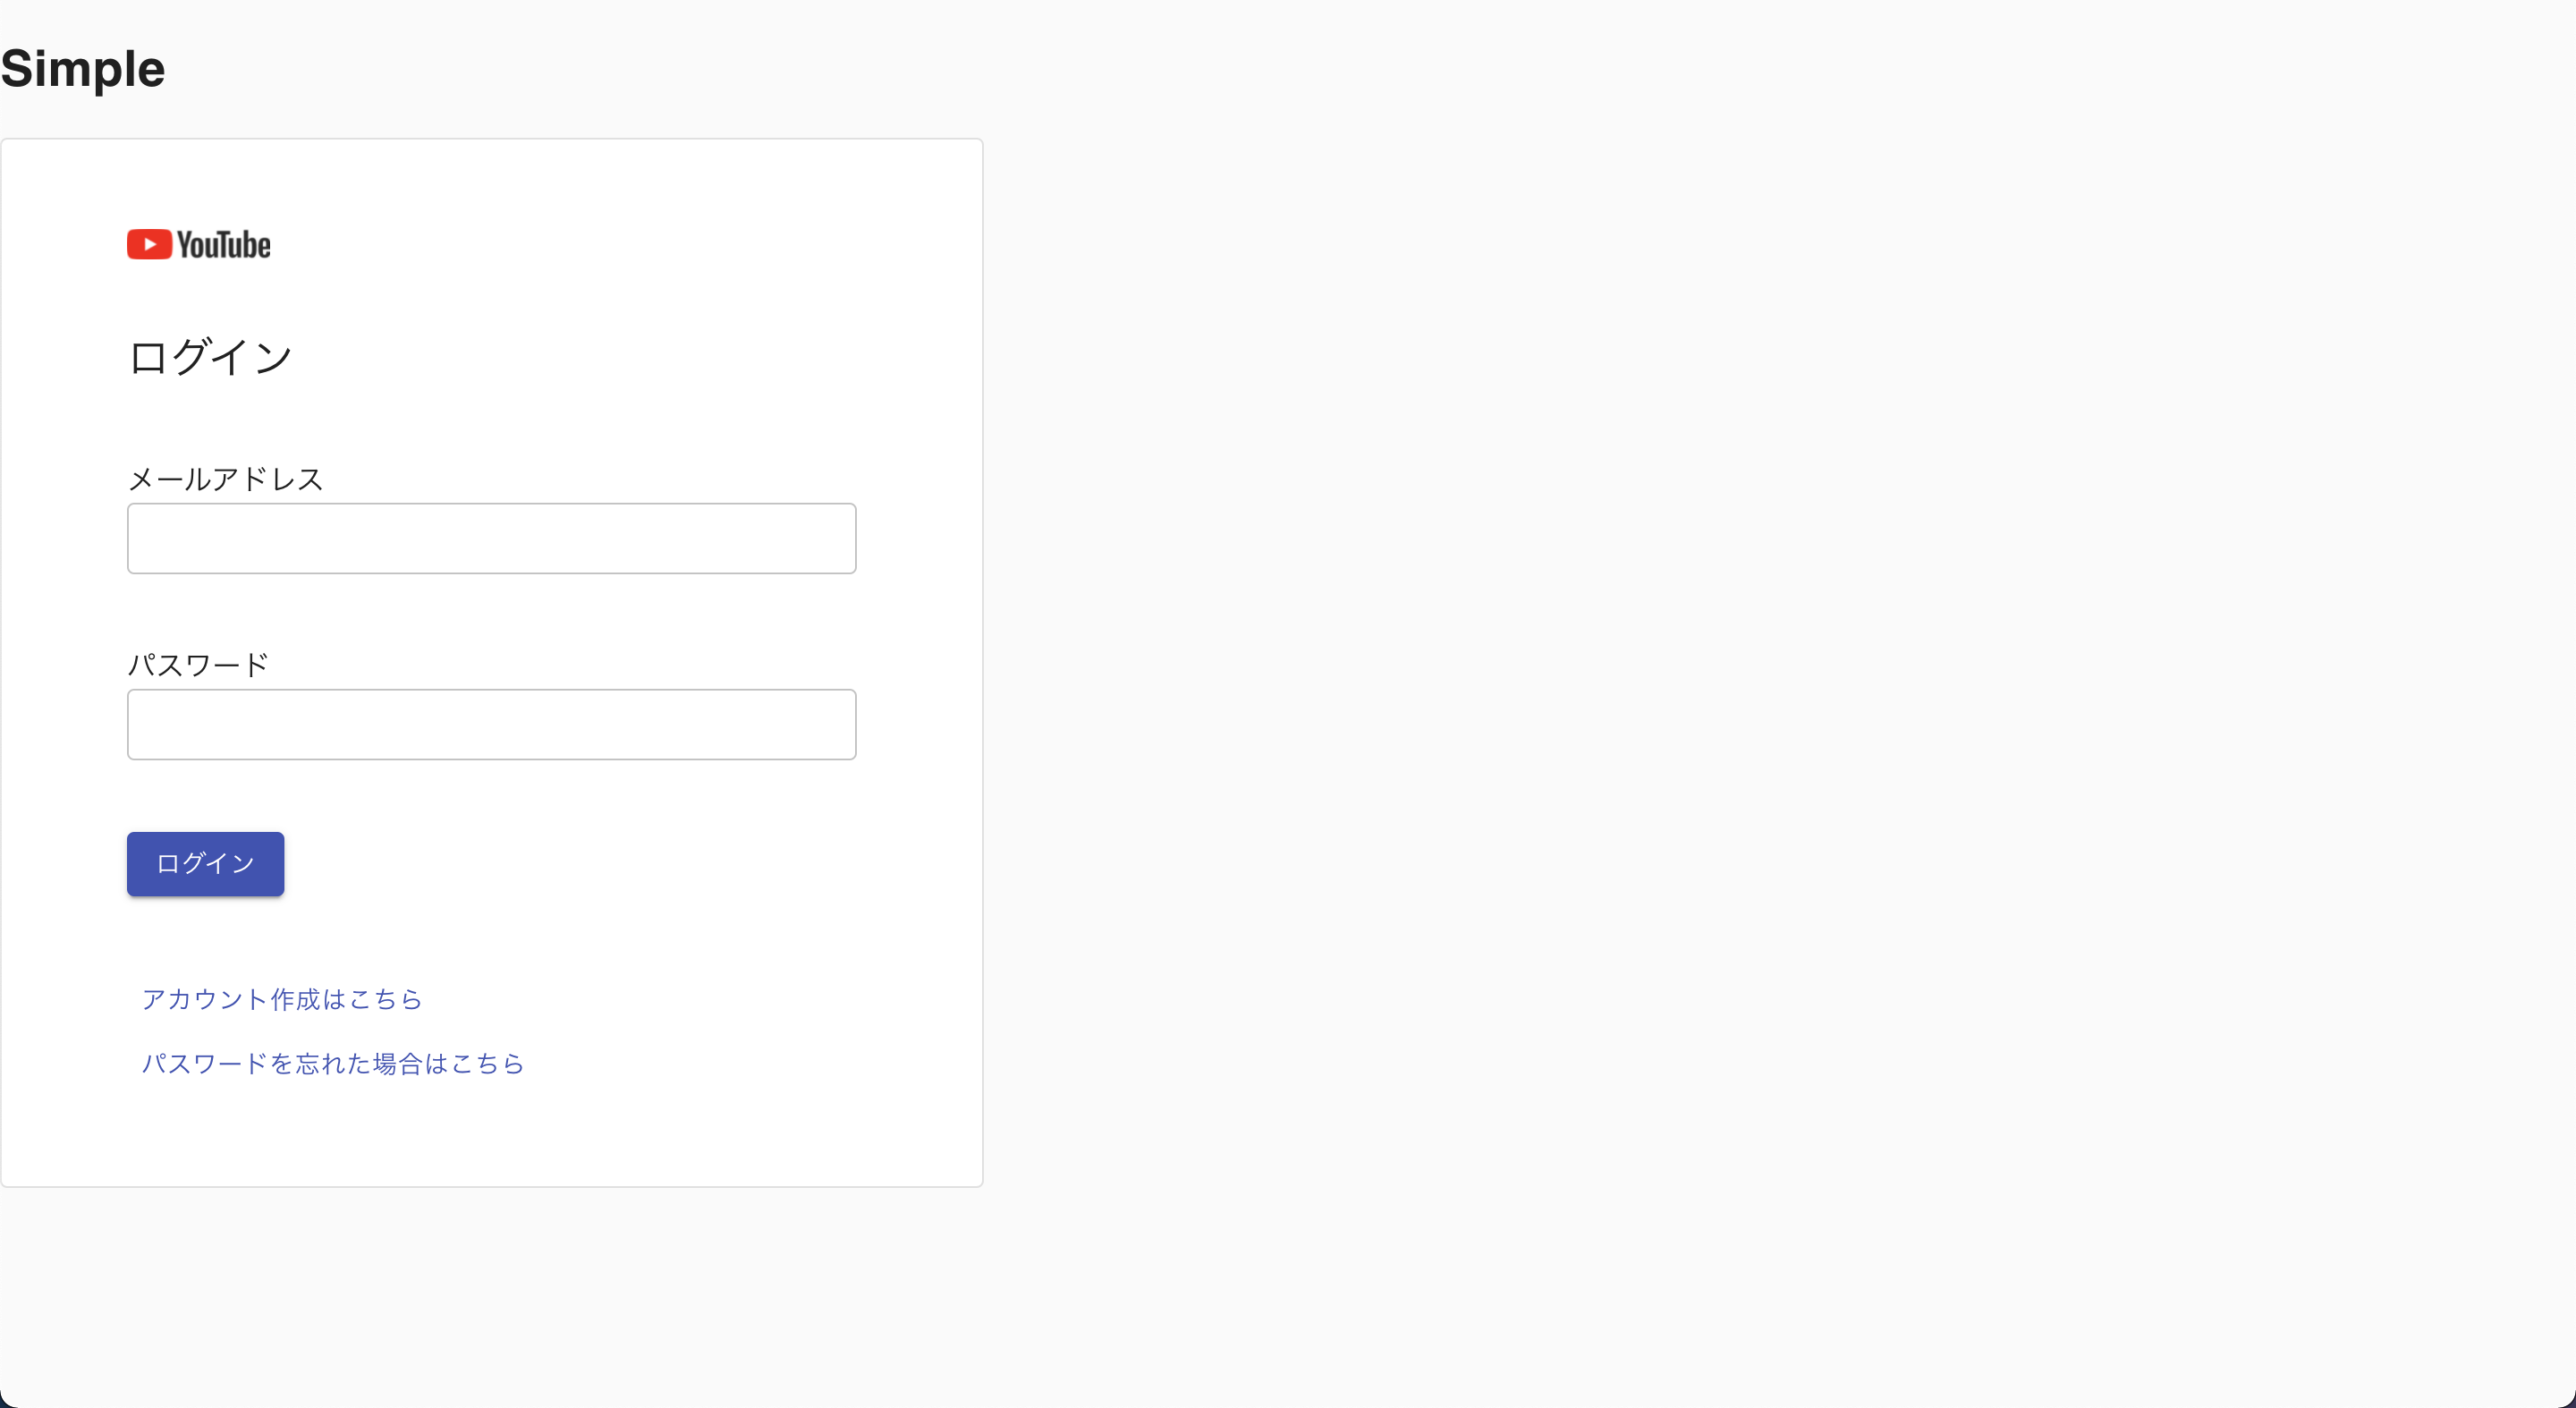 Simple
YouTube
ログイン
メールアドレス
パスワード
ログイン
アカウント作成はこちら
パスワードを忘れた場合はこちら